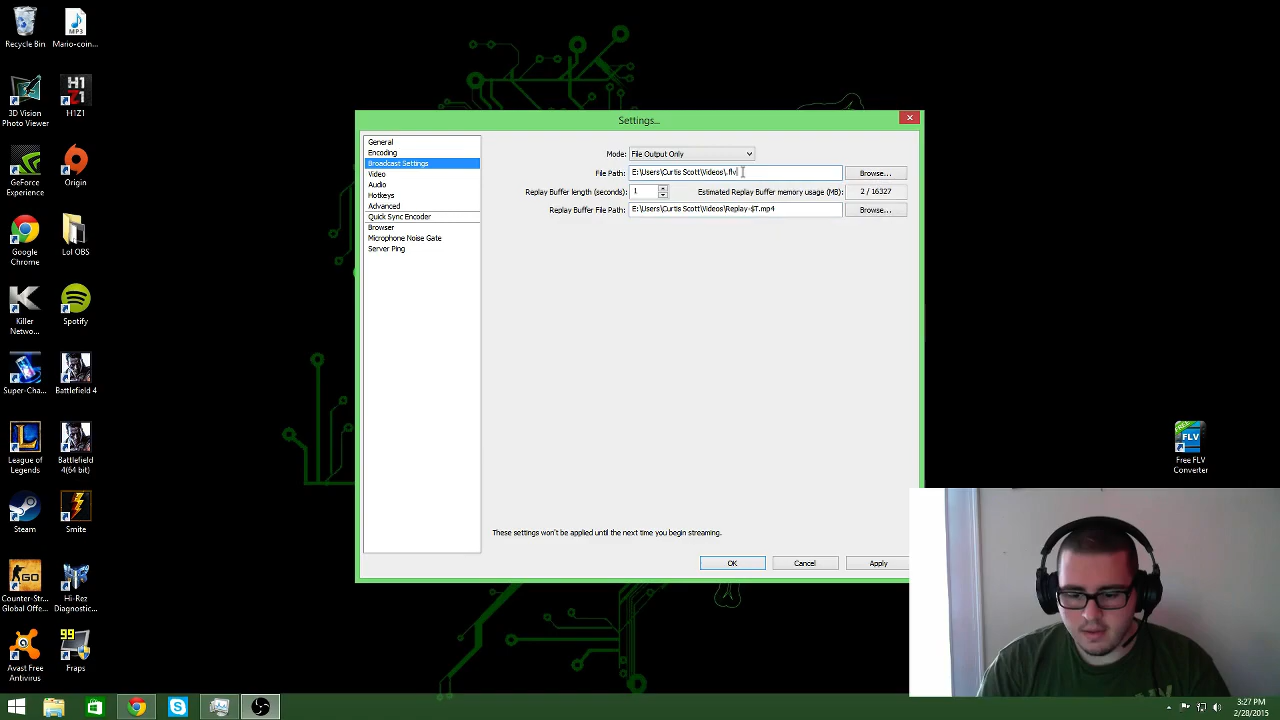 Recycle Bin
MP3
Mario-coin...
3D Vision
Photo Viewer
H1Z1
H1Z1
GeForce
Experience
Origin
Google
Chrome
Lol OBS
Killer
Netwo...
Spotify
Super-Cha...
Battlefield 4
League of
Legends
Battlefield
4(64 bit)
Steam
Smite
GO
Counter-Str...
Global Offe...
Hi-Rez
Diagnostic...
Avast Free
Antivirus
99
Fraps
Settings...
General
Encoding
Broadcast Settings
Video
Audio
Hotkeys
Advanced
Quick Sync Encoder
Browser
Microphone Noise Gate
Server Ping
Mode: File Output Only
File Path: E:\Users\Curtis Scott\Videos\.flv Browse...
Replay Buffer length (seconds): 1 Estimated Replay Buffer memory usage (MB): 2 / 16327
Replay Buffer File Path: E:\Users\Curtis Scott\Videos\Replay-$T.mp4 Browse...
These settings won't be applied until the next time you begin streaming.
OK Cancel Apply
FREE
FLV
Free FLV
Converter
3:27 PM
2/28/2015